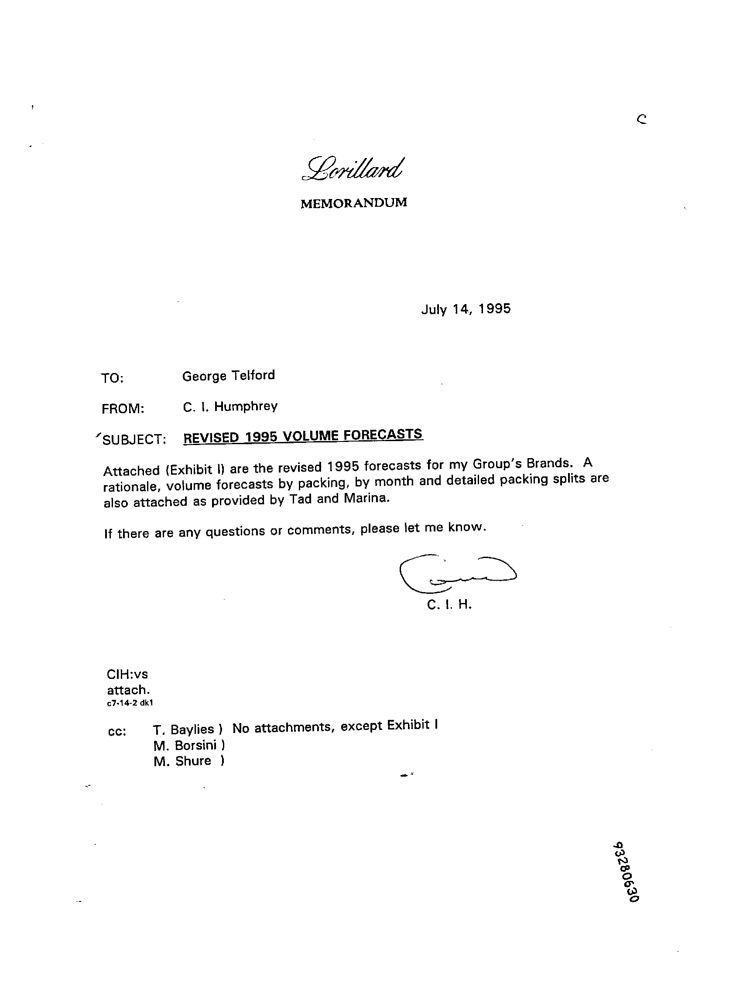 C
Lorillard
MEMORANDUM
July 14, 1995
TO: George Telford
FROM: C. I. Humphrey
SUBJECT: REVISED 1995 VOLUME FORECASTS
Attached (Exhibit I) are the revised 1995 forecasts for my Group's Brands. A
rationale, volume forecasts by packing, by month and detailed packing splits are
also attached as provided by Tad and Marina.
If there are any questions or comments, please let me know.
C. I. H.
CIH:vs
attach.
c7-14-2 dk1
cc: T. Baylies ) No attachments, except Exhibit I
M. Borsini )
M. Shure )
93280630